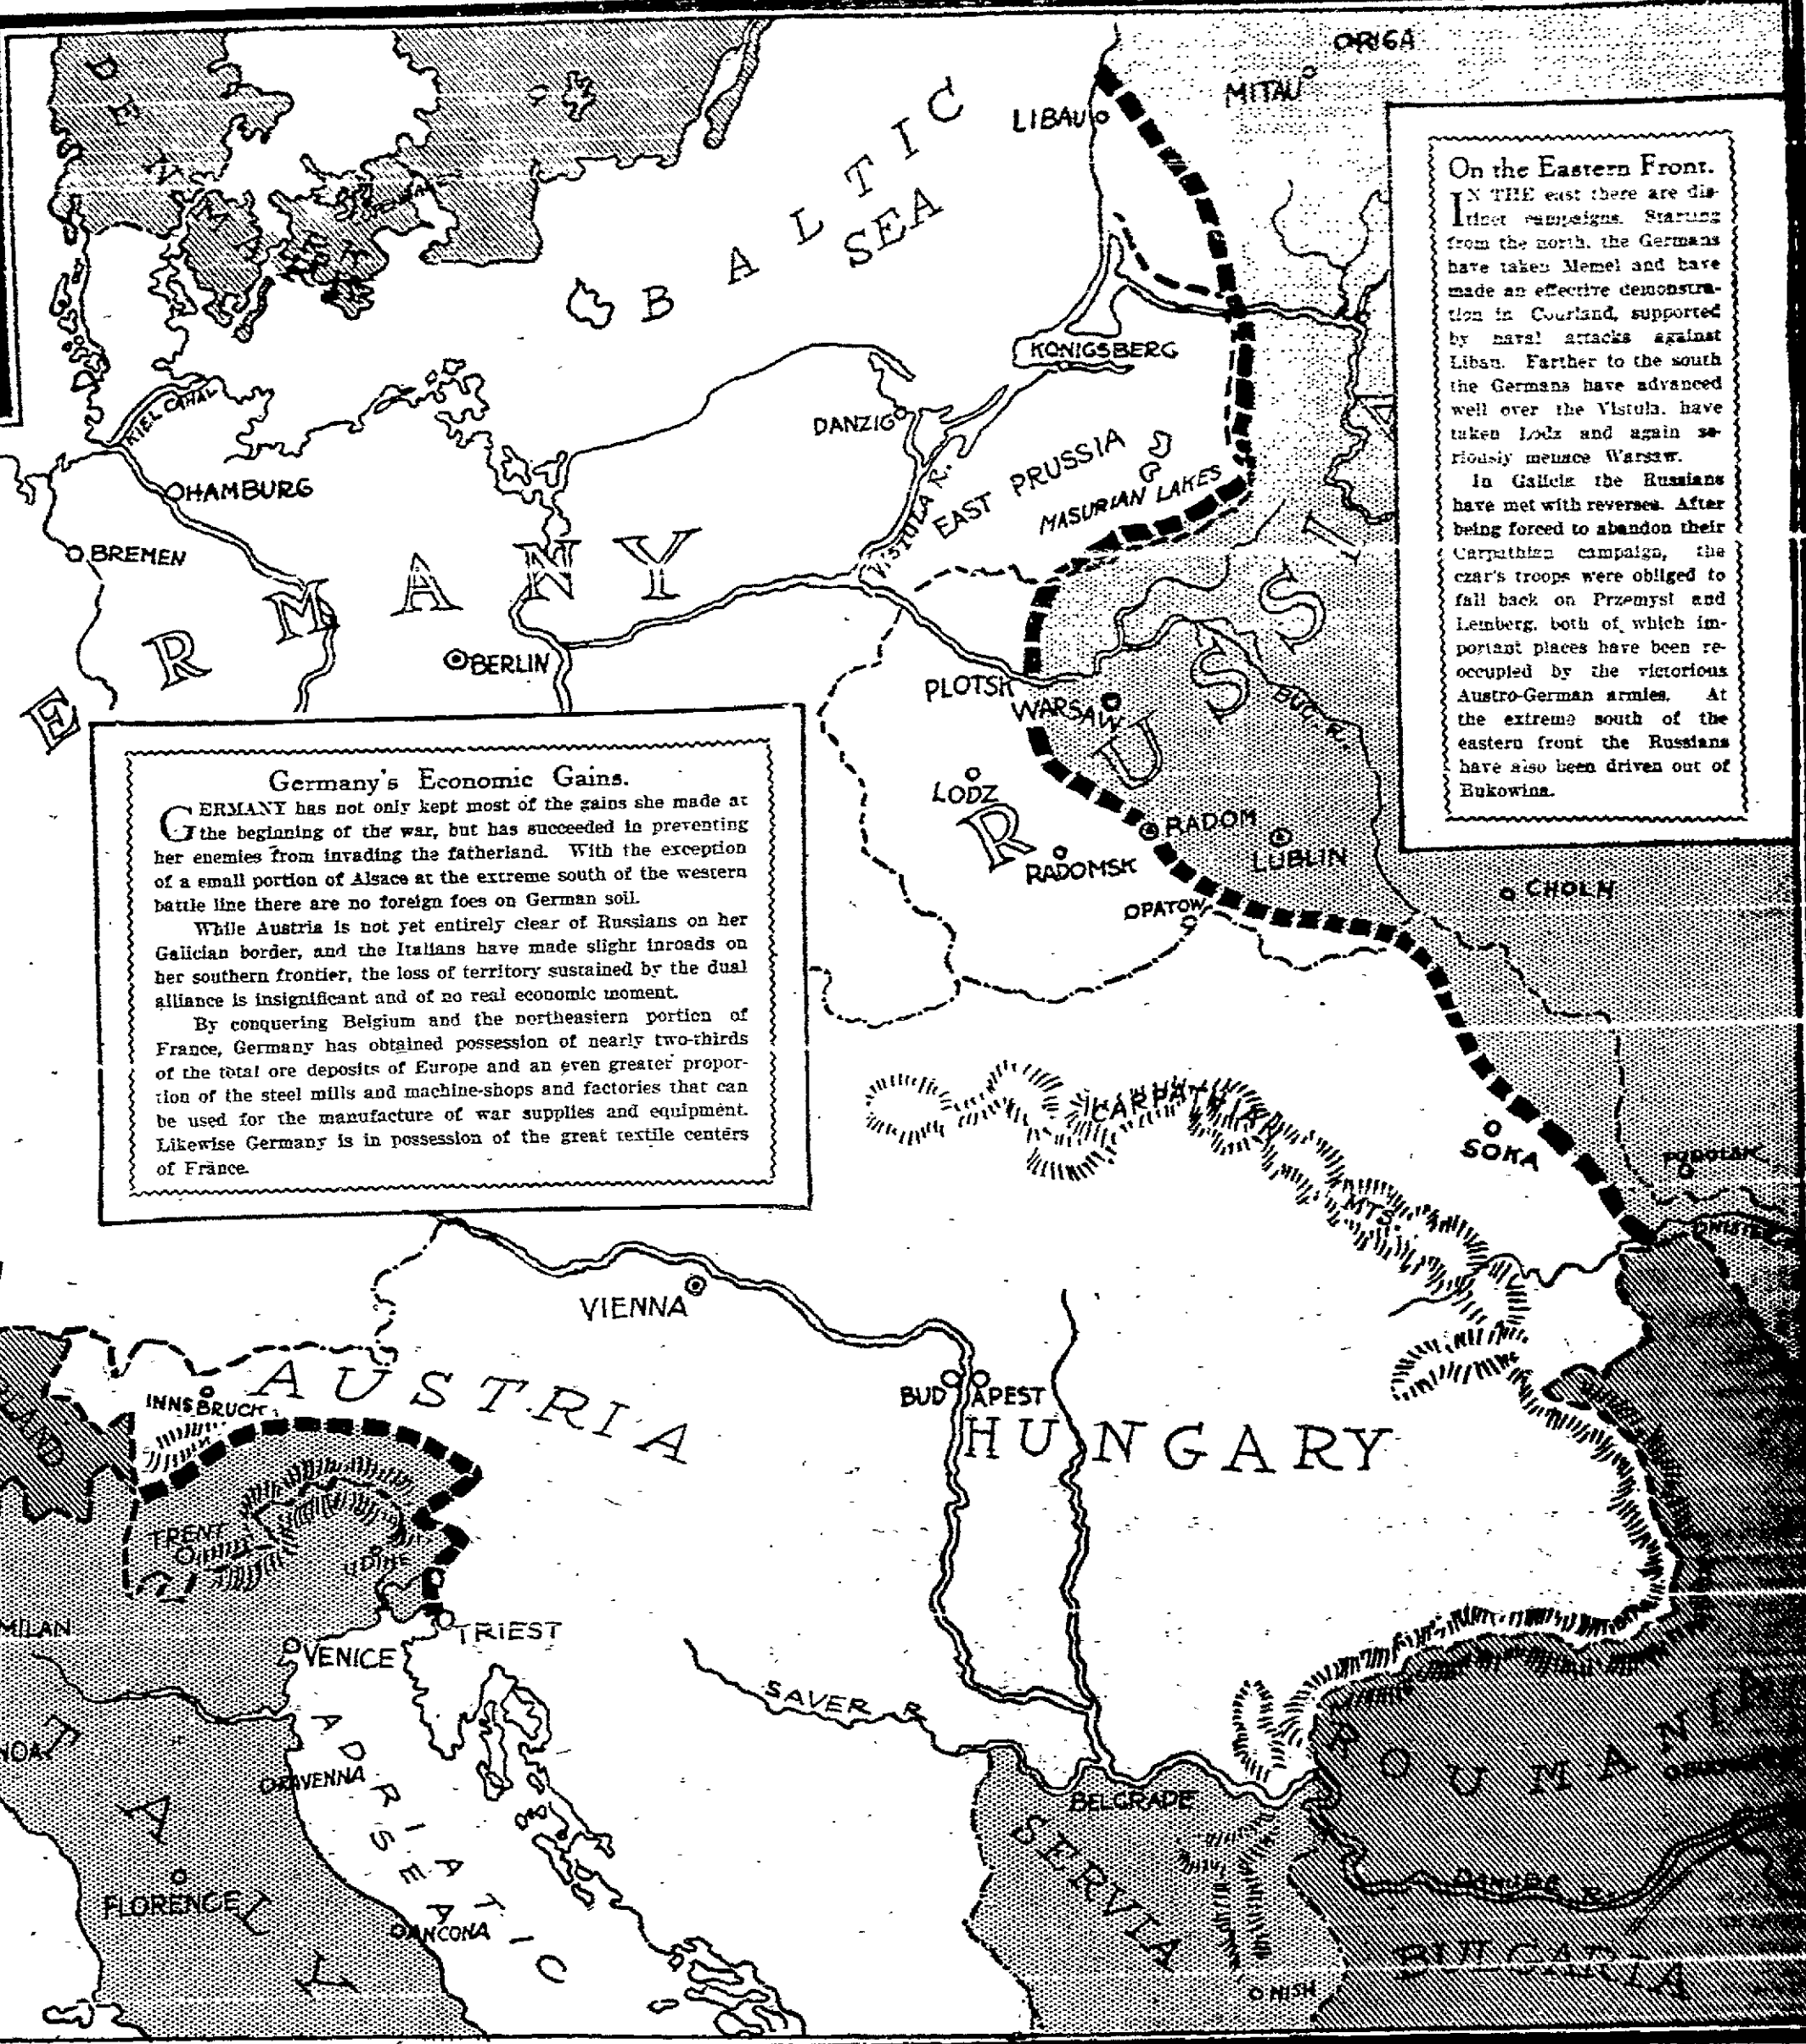 ORIGA
MITAU
LIBAU
DENMARK
BALTIC
SEA
On the Eastern Front.
IN THE east there are dis-
tinct campaigns. Starting
from the north, the Germans
have taken Memel and have
made an effective demonstra-
tion in Courland, supported
by naval attacks against
Libau. Farther to the south
the Germans have advanced
well over the Vistula, have
taken Lodz and again se-
riously menace Warsaw.
In Galicia the Russians
have met with reverses. After
being forced to abandon their
Carpathian campaign, the
czar's troops were obliged to
fall back on Przemysl and
Lemberg, both of which im-
portant places have been re-
occupied by the victorious
Austro-German armies. At
the extreme south of the
eastern front the Russians
have also been driven out of
Bukowina.
KONIGSBERG
KIEL CANAL
DANZIG
HAMBURG
EAST PRUSSIA
MASURIAN LAKES
VISTULA R.
BREMEN
ERMANY
BERLIN
RUSSIA
PLOTSK
WARSAW
BUG R.
LODZ
RADOM
RADOMSK
LUBLIN
OPATOW
CHOLN
Germany's Economic Gains.
GERMANY has not only kept most of the gains she made at
the beginning of the war, but has succeeded in preventing
her enemies from invading the fatherland. With the exception
of a small portion of Alsace at the extreme south of the western
battle line there are no foreign foes on German soil.
While Austria is not yet entirely clear of Russians on her
Galician border, and the Italians have made slight inroads on
her southern frontier, the loss of territory sustained by the dual
alliance is insignificant and of no real economic moment.
By conquering Belgium and the northeastern portion of
France, Germany has obtained possession of nearly two-thirds
of the total ore deposits of Europe and an even greater propor-
tion of the steel mills and machine-shops and factories that can
be used for the manufacture of war supplies and equipment.
Likewise Germany is in possession of the great textile centers
of France.
CARPATHIAN
MTS.
SOKA
VIENNA
LAND
INNSBRUCK
AUSTRIA
BUDAPEST
HUNGARY
TRENT
UDINE
MILAN
VENICE
TRIEST
SAVER R
NOA
TALY
RAVENNA
ADRIATIC
SEA
BELGRADE
ROUMAN
SERVIA
DANUBE R.
FLORENCE
ANCONA
BULGARIA
NISH